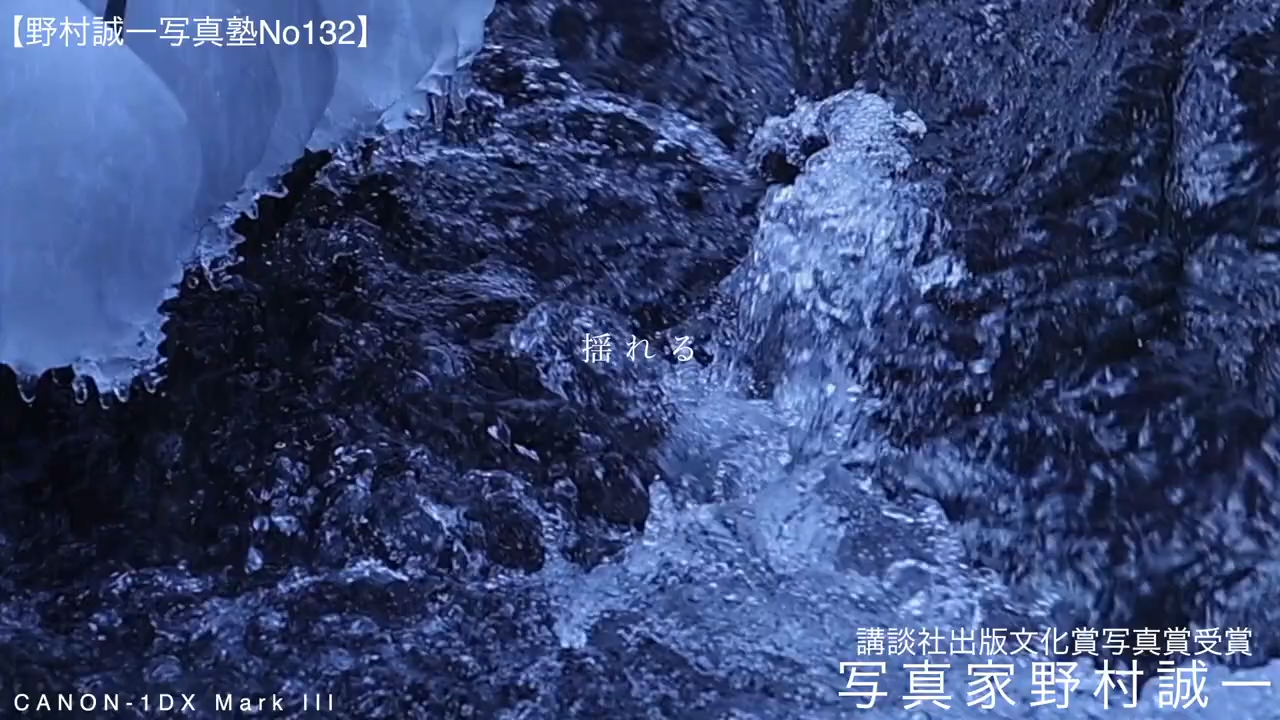 【野村誠一写真塾No132】
揺れる
講談社出版文化賞写真賞受賞
写真家野村誠一
CANON-1DX Mark III